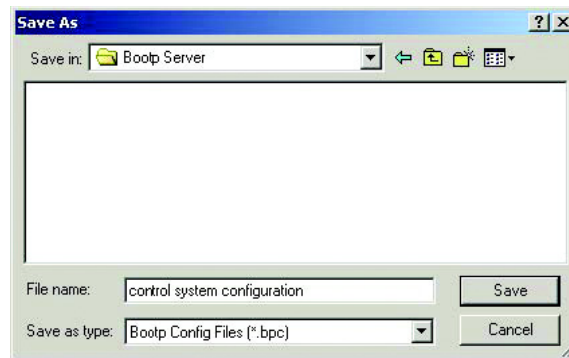 Save As
Save in: Bootp Server
File name: control system configuration Save
Save as type: Bootp Config Files (*.bpc) Cancel